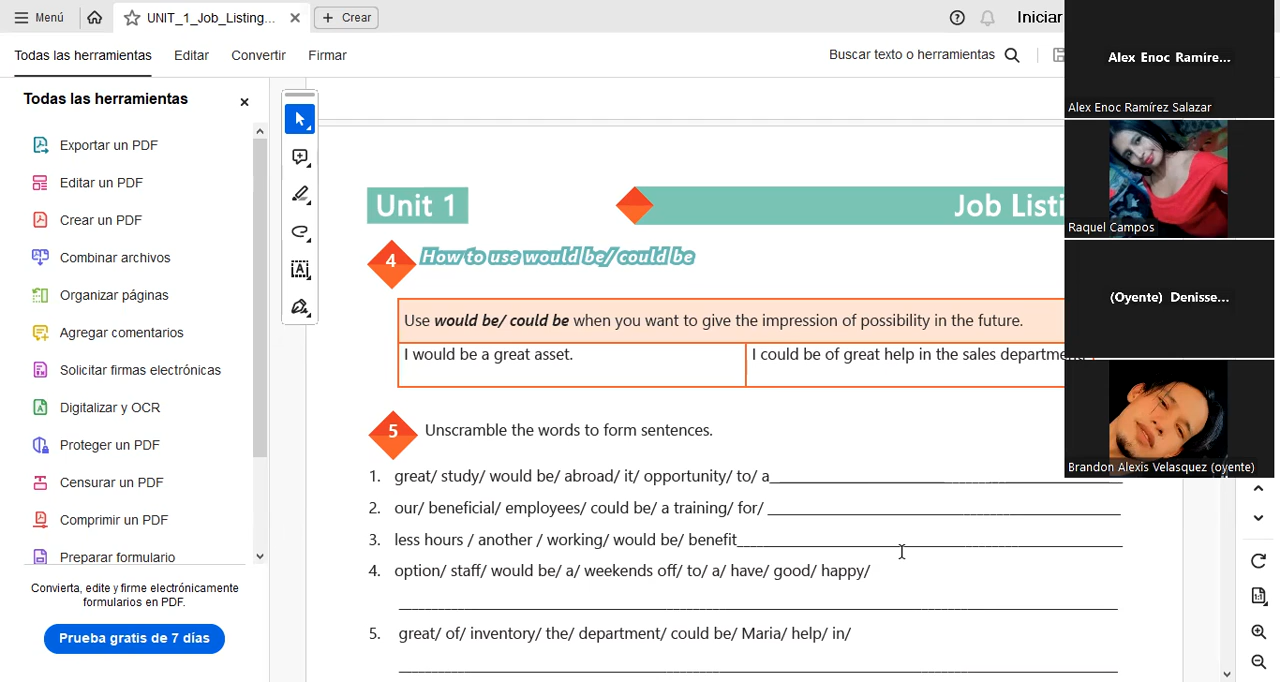 Menú
UNIT_1_Job_Listing...
Crear
Iniciar
Todas las herramientas
Editar
Convertir
Firmar
Buscar texto o herramientas
Todas las herramientas
Exportar un PDF
Editar un PDF
Crear un PDF
Combinar archivos
Organizar páginas
Agregar comentarios
Solicitar firmas electrónicas
Digitalizar y OCR
Proteger un PDF
Censurar un PDF
Comprimir un PDF
Preparar formulario
Convierta, edite y firme electrónicamente
formularios en PDF.
Prueba gratis de 7 días
Unit 1
Job Listi
4 How to use would be/ could be
Use would be/ could be when you want to give the impression of possibility in the future.
I would be a great asset.
I could be of great help in the sales departme
5 Unscramble the words to form sentences.
1. great/ study/ would be/ abroad/ it/ opportunity/ to/ a
2. our/ beneficial/ employees/ could be/ a training/ for/
3. less hours / another / working/ would be/ benefit
4. option/ staff/ would be/ a/ weekends off/ to/ a/ have/ good/ happy/
5. great/ of/ inventory/ the/ department/ could be/ Maria/ help/ in/
Alex Enoc Ramíre...
Alex Enoc Ramírez Salazar
Raquel Campos
(Oyente) Denisse...
Brandon Alexis Velasquez (oyente)